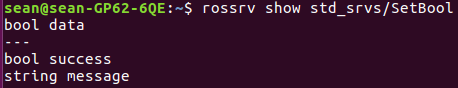 sean@sean-GP62-6QE:~$ rossrv show std_srvs/SetBool
bool data
---
bool success
string message